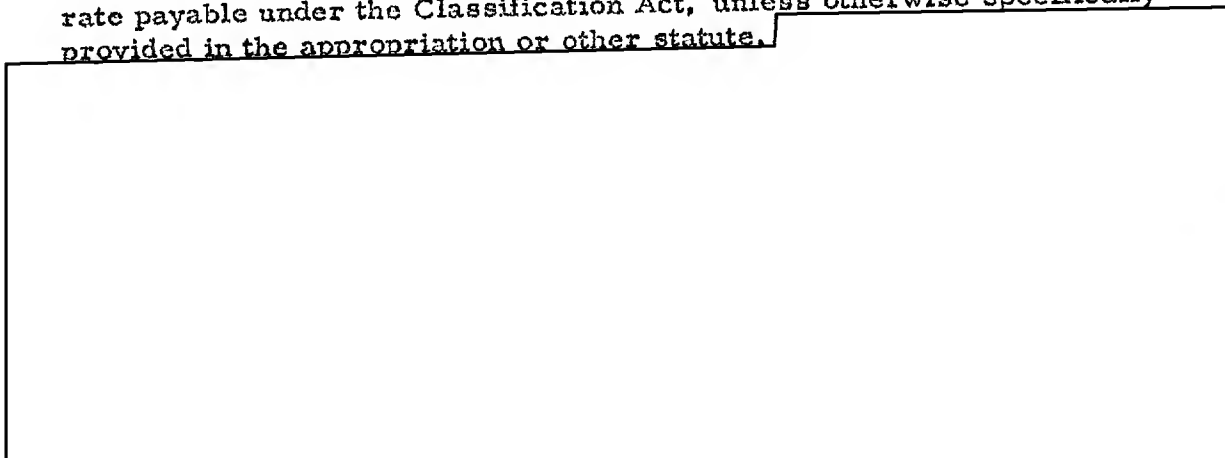 rate payable under the Classification Act, unless otherwise specifically
provided in the appropriation or other statute.